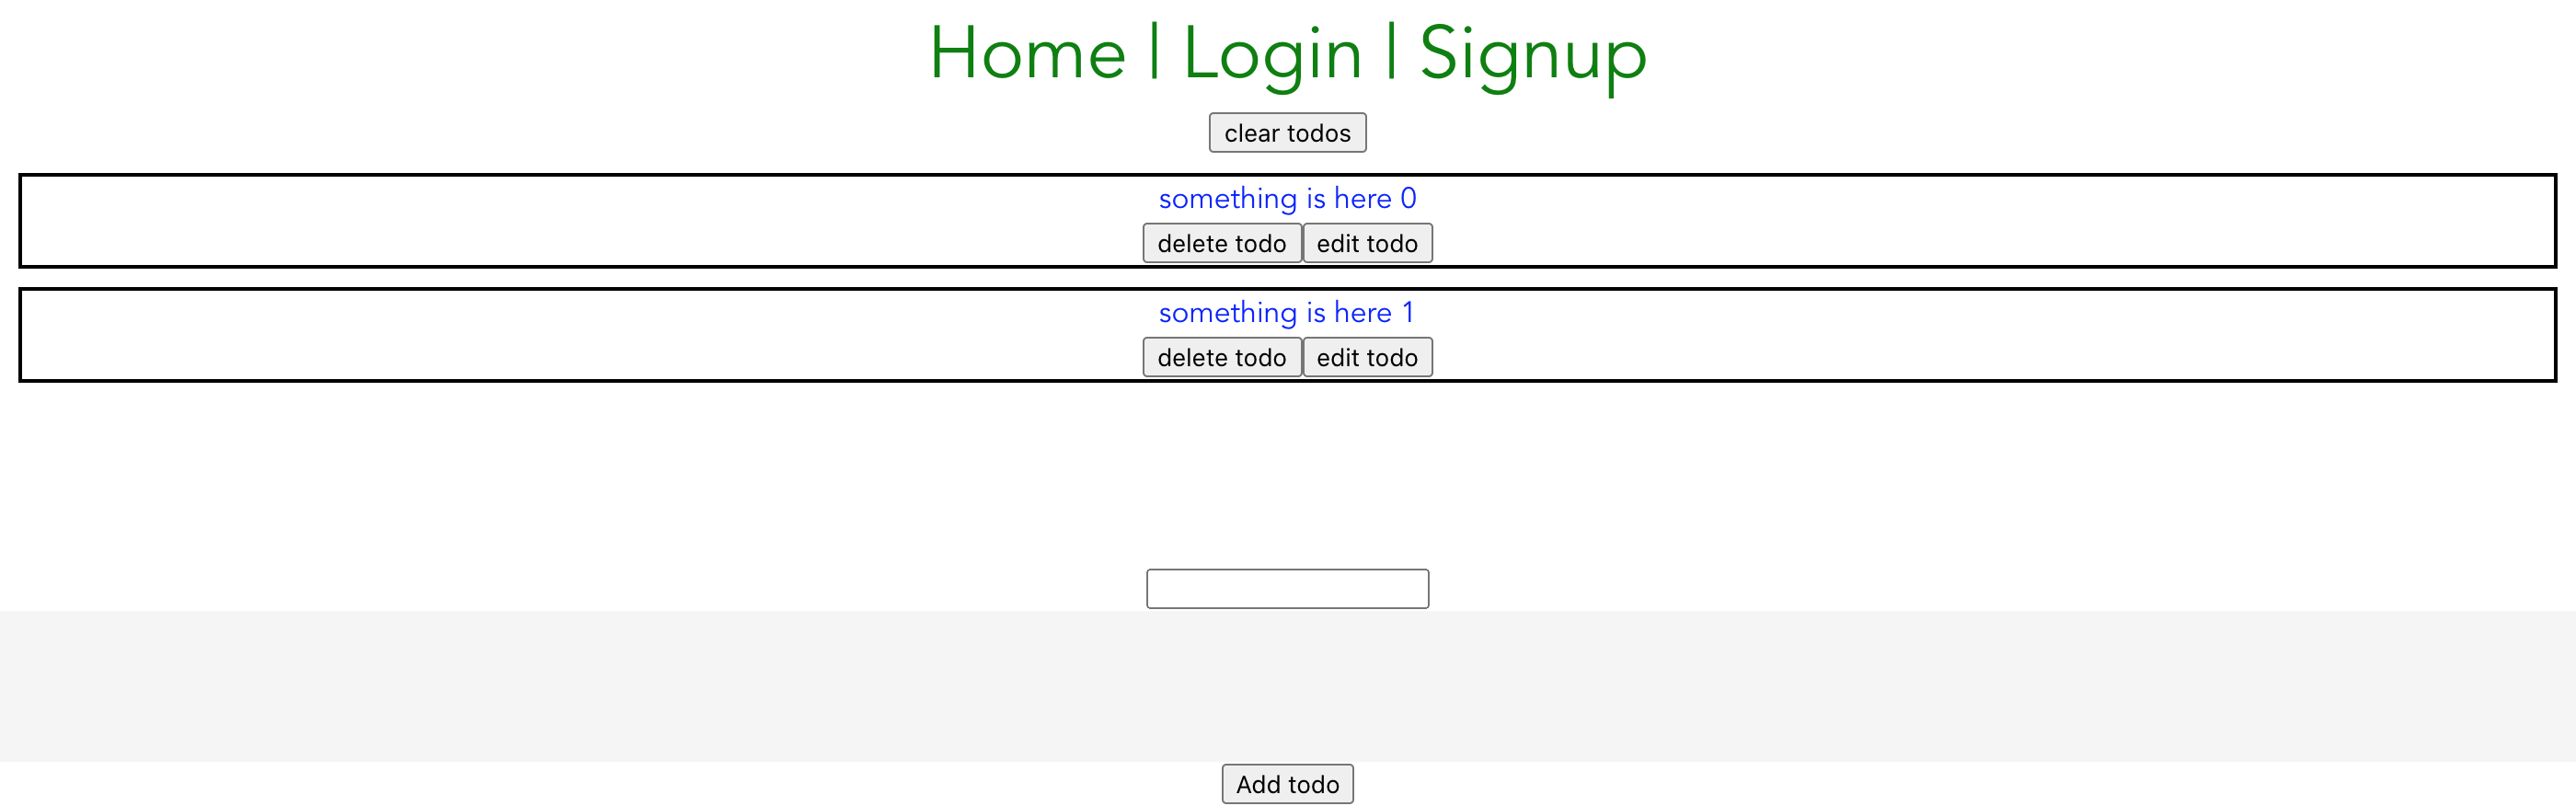 Home | Login | Signup
clear todos
something is here 0
delete todo edit todo
something is here 1
delete todo edit todo
Add todo